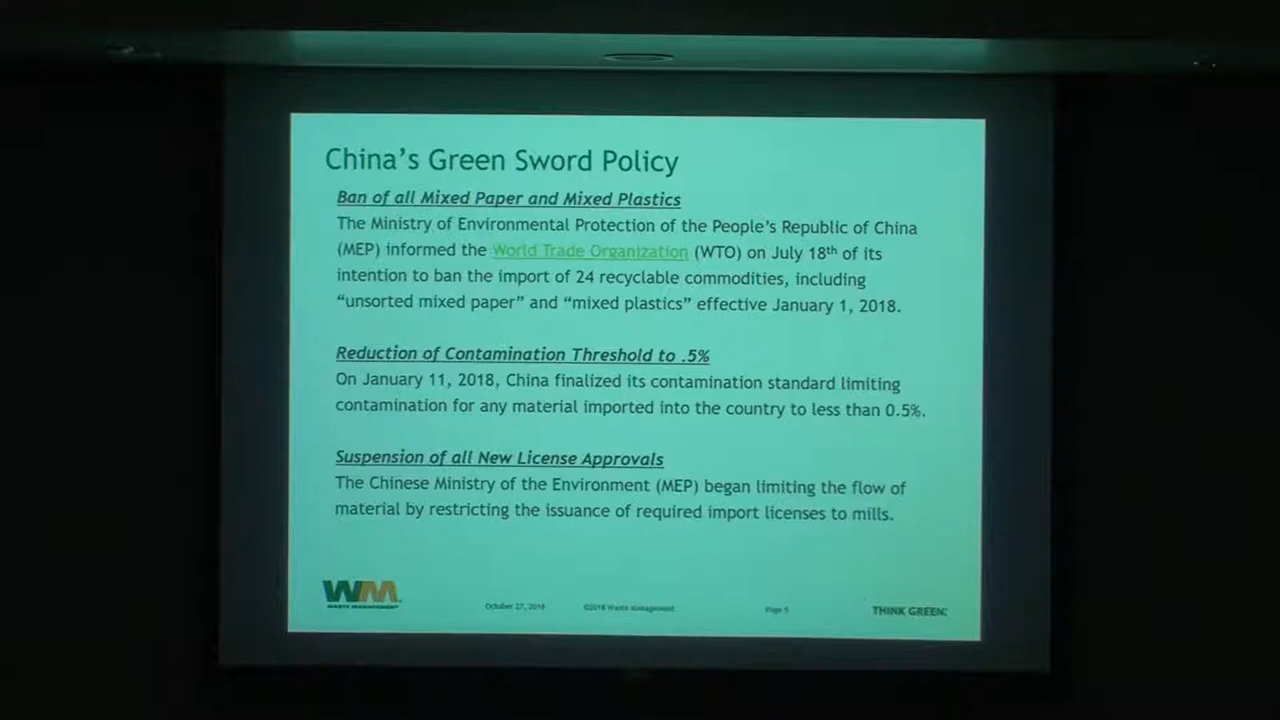 China's Green Sword Policy
Ban of all Mixed Paper and Mixed Plastics
The Ministry of Environmental Protection of the People's Republic of China
(MEP) informed the World Trade Organization (WTO) on July 18th of its
intention to ban the import of 24 recyclable commodities, including
“unsorted mixed paper” and “mixed plastics” effective January 1, 2018.
Reduction of Contamination Threshold to .5%
On January 11, 2018, China finalized its contamination standard limiting
contamination for any material imported into the country to less than 0.5%.
Suspension of all New License Approvals
The Chinese Ministry of the Environment (MEP) began limiting the flow of
material by restricting the issuance of required import licenses to mills.
WM
WASTE MANAGEMENT
October 27, 2018
©2018 Waste Management
Page 5
THINK GREEN.